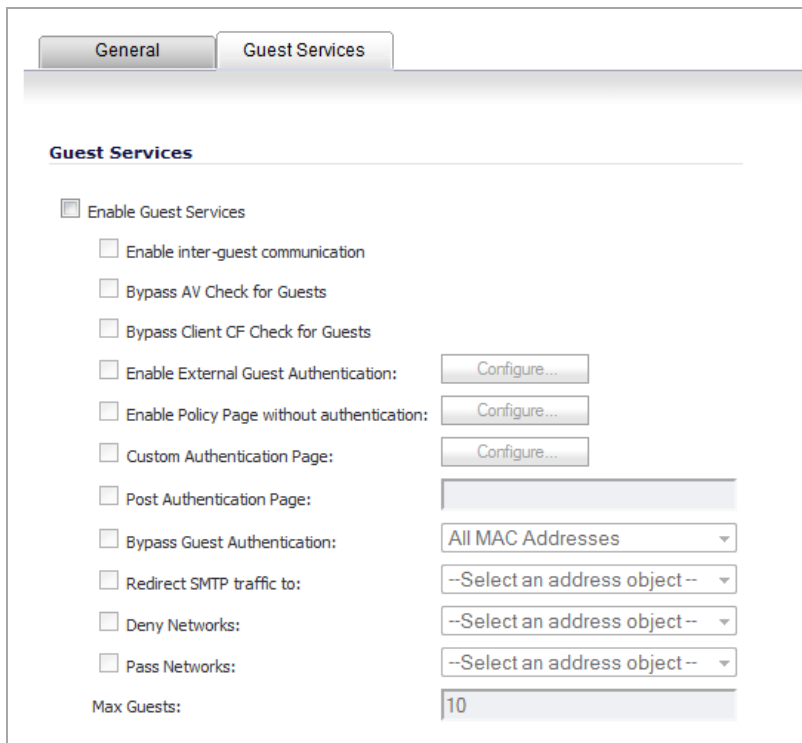 General Guest Services
Guest Services
Enable Guest Services
Enable inter-guest communication
Bypass AV Check for Guests
Bypass Client CF Check for Guests
Enable External Guest Authentication: Configure...
Enable Policy Page without authentication: Configure...
Custom Authentication Page: Configure...
Post Authentication Page:
Bypass Guest Authentication: All MAC Addresses
Redirect SMTP traffic to: --Select an address object--
Deny Networks: --Select an address object--
Pass Networks: --Select an address object--
Max Guests: 10